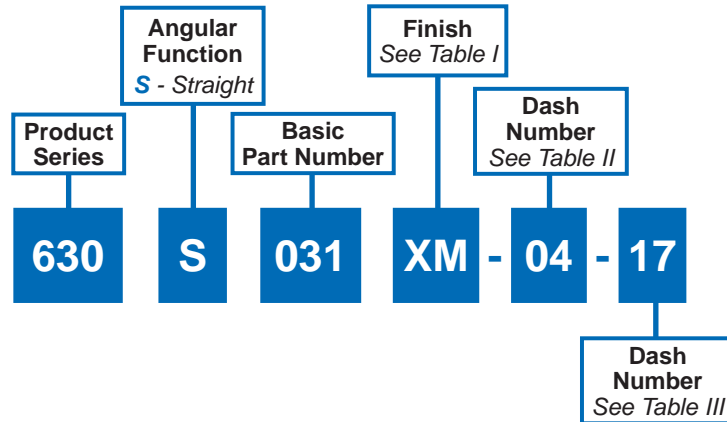 Angular
Function
S - Straight
Finish
See Table I
Product
Series
Basic
Part Number
Dash
Number
See Table II
630 S 031 XM - 04 - 17
Dash
Number
See Table III